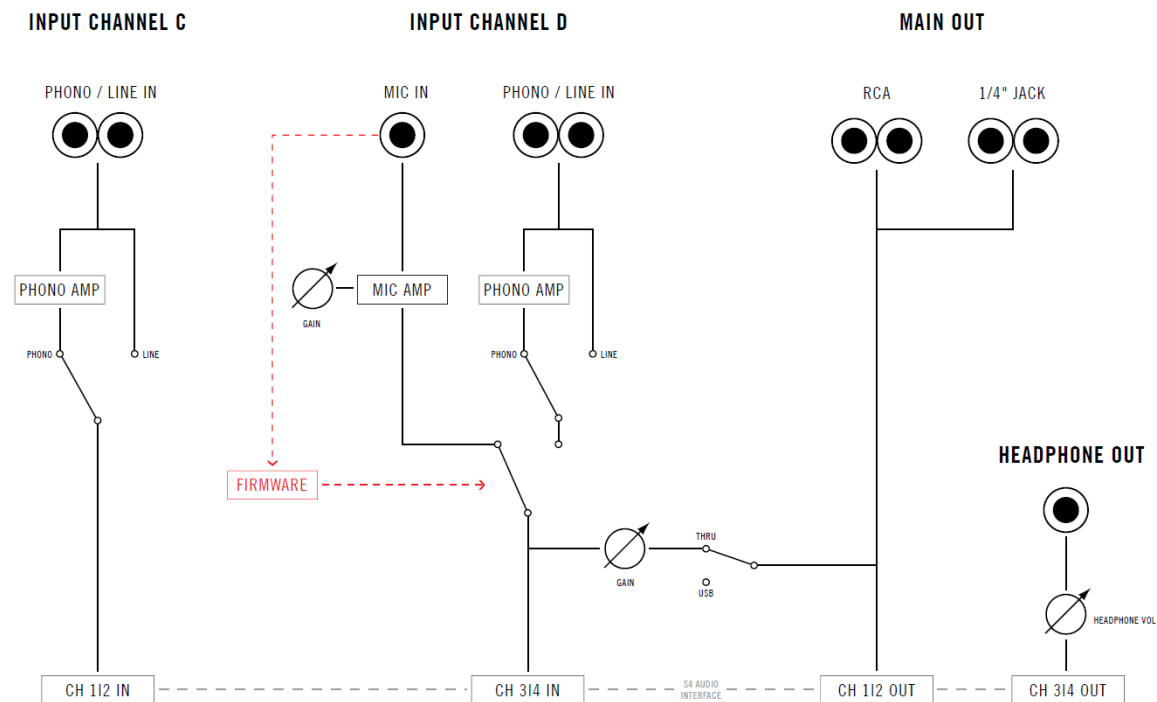 INPUT CHANNEL C
INPUT CHANNEL D
MAIN OUT
PHONO / LINE IN
MIC IN
PHONO / LINE IN
RCA
1/4" JACK
PHONO AMP
GAIN
MIC AMP
PHONO AMP
PHONO
LINE
PHONO
LINE
FIRMWARE
HEADPHONE OUT
THRU
GAIN
USB
HEADPHONE VOL
CH 1|2 IN
CH 3|4 IN
S4 AUDIO
INTERFACE
CH 1|2 OUT
CH 3|4 OUT